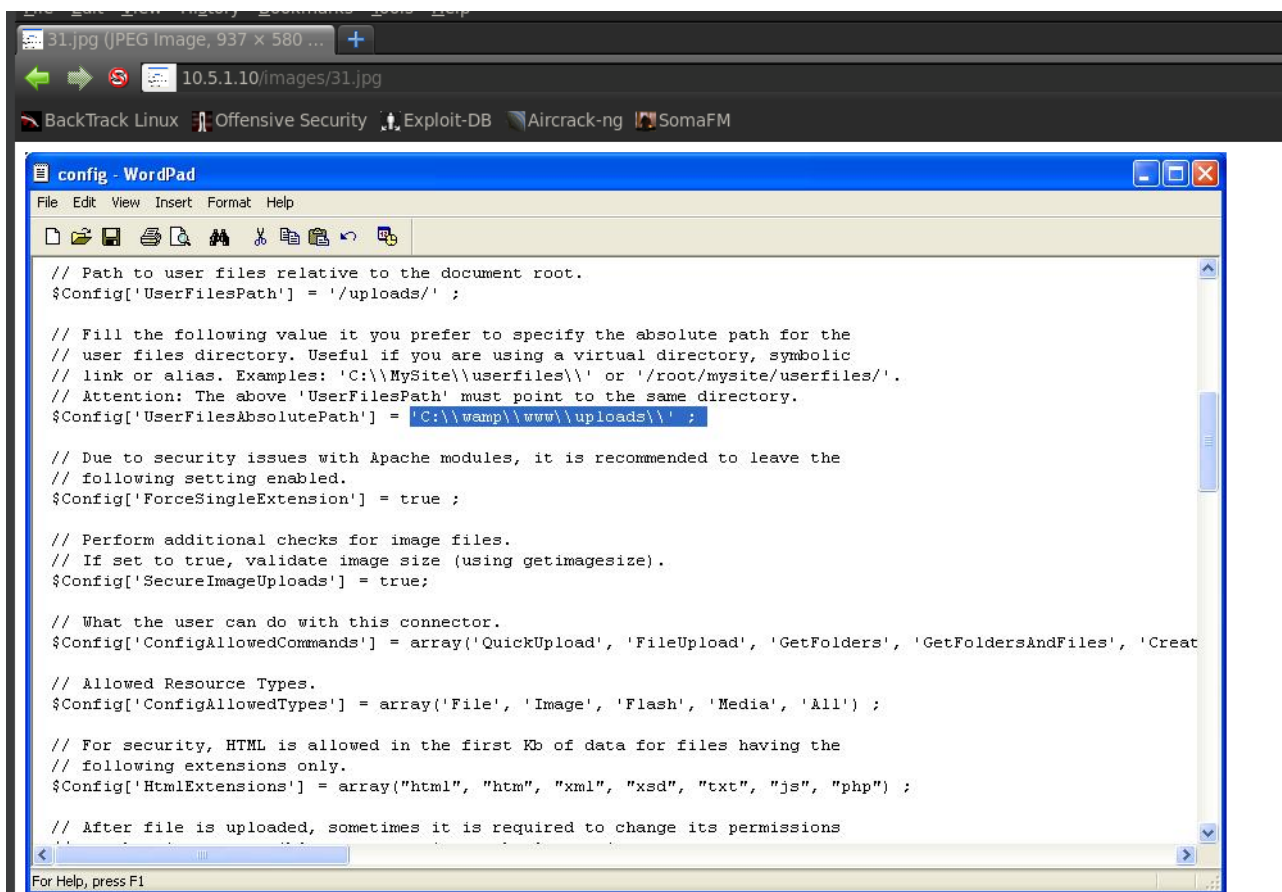 File Edit View History Bookmarks Tools Help
31.jpg (JPEG Image, 937 × 580 ...
10.5.1.10/images/31.jpg
BackTrack Linux Offensive Security Exploit-DB Aircrack-ng SomaFM
config - WordPad
File Edit View Insert Format Help
// Path to user files relative to the document root.
$Config['UserFilesPath'] = '/uploads/' ;
// Fill the following value it you prefer to specify the absolute path for the
// user files directory. Useful if you are using a virtual directory, symbolic
// link or alias. Examples: 'C:\\MySite\\userfiles\\' or '/root/mysite/userfiles/'.
// Attention: The above 'UserFilesPath' must point to the same directory.
$Config['UserFilesAbsolutePath'] = 'C:\\wamp\\www\\uploads\\' ;
// Due to security issues with Apache modules, it is recommended to leave the
// following setting enabled.
$Config['ForceSingleExtension'] = true ;
// Perform additional checks for image files.
// If set to true, validate image size (using getimagesize).
$Config['SecureImageUploads'] = true;
// What the user can do with this connector.
$Config['ConfigAllowedCommands'] = array('QuickUpload', 'FileUpload', 'GetFolders', 'GetFoldersAndFiles', 'Creat
// Allowed Resource Types.
$Config['ConfigAllowedTypes'] = array('File', 'Image', 'Flash', 'Media', 'All') ;
// For security, HTML is allowed in the first Kb of data for files having the
// following extensions only.
$Config['HtmlExtensions'] = array("html", "htm", "xml", "xsd", "txt", "js", "php") ;
// After file is uploaded, sometimes it is required to change its permissions
For Help, press F1